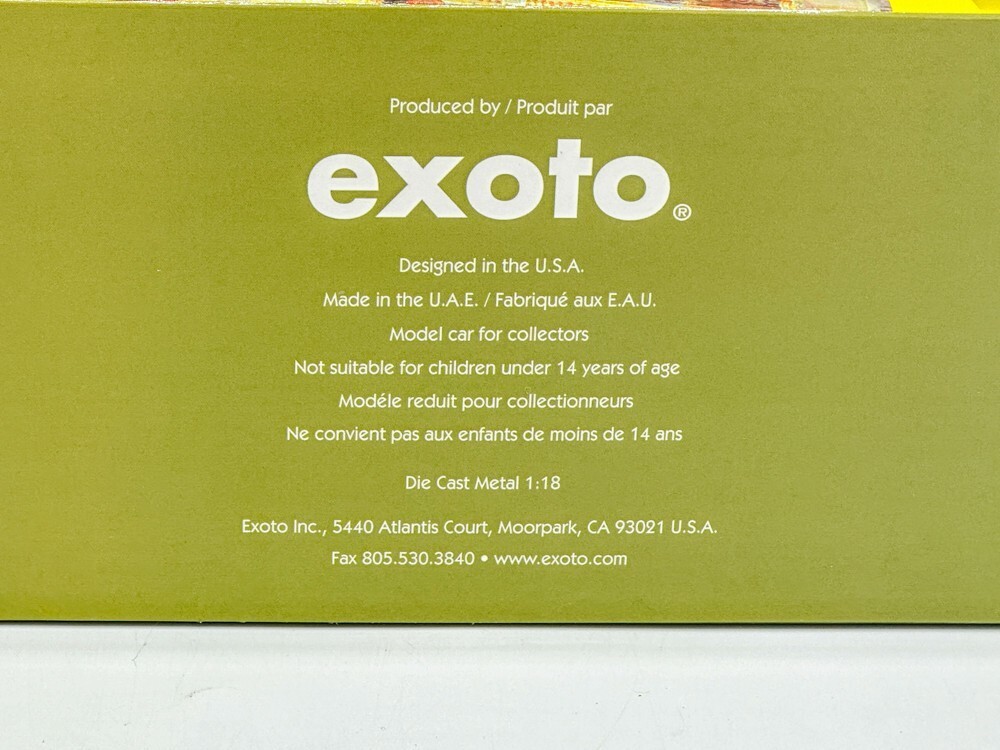 Produced by / Produit par
exoto®
Designed in the U.S.A.
Made in the U.A.E. / Fabriqué aux E.A.U.
Model car for collectors
Not suitable for children under 14 years of age
Modéle reduit pour collectionneurs
Ne convient pas aux enfants de moins de 14 ans
Die Cast Metal 1:18
Exoto Inc., 5440 Atlantis Court, Moorpark, CA 93021 U.S.A.
Fax 805.530.3840 • www.exoto.com